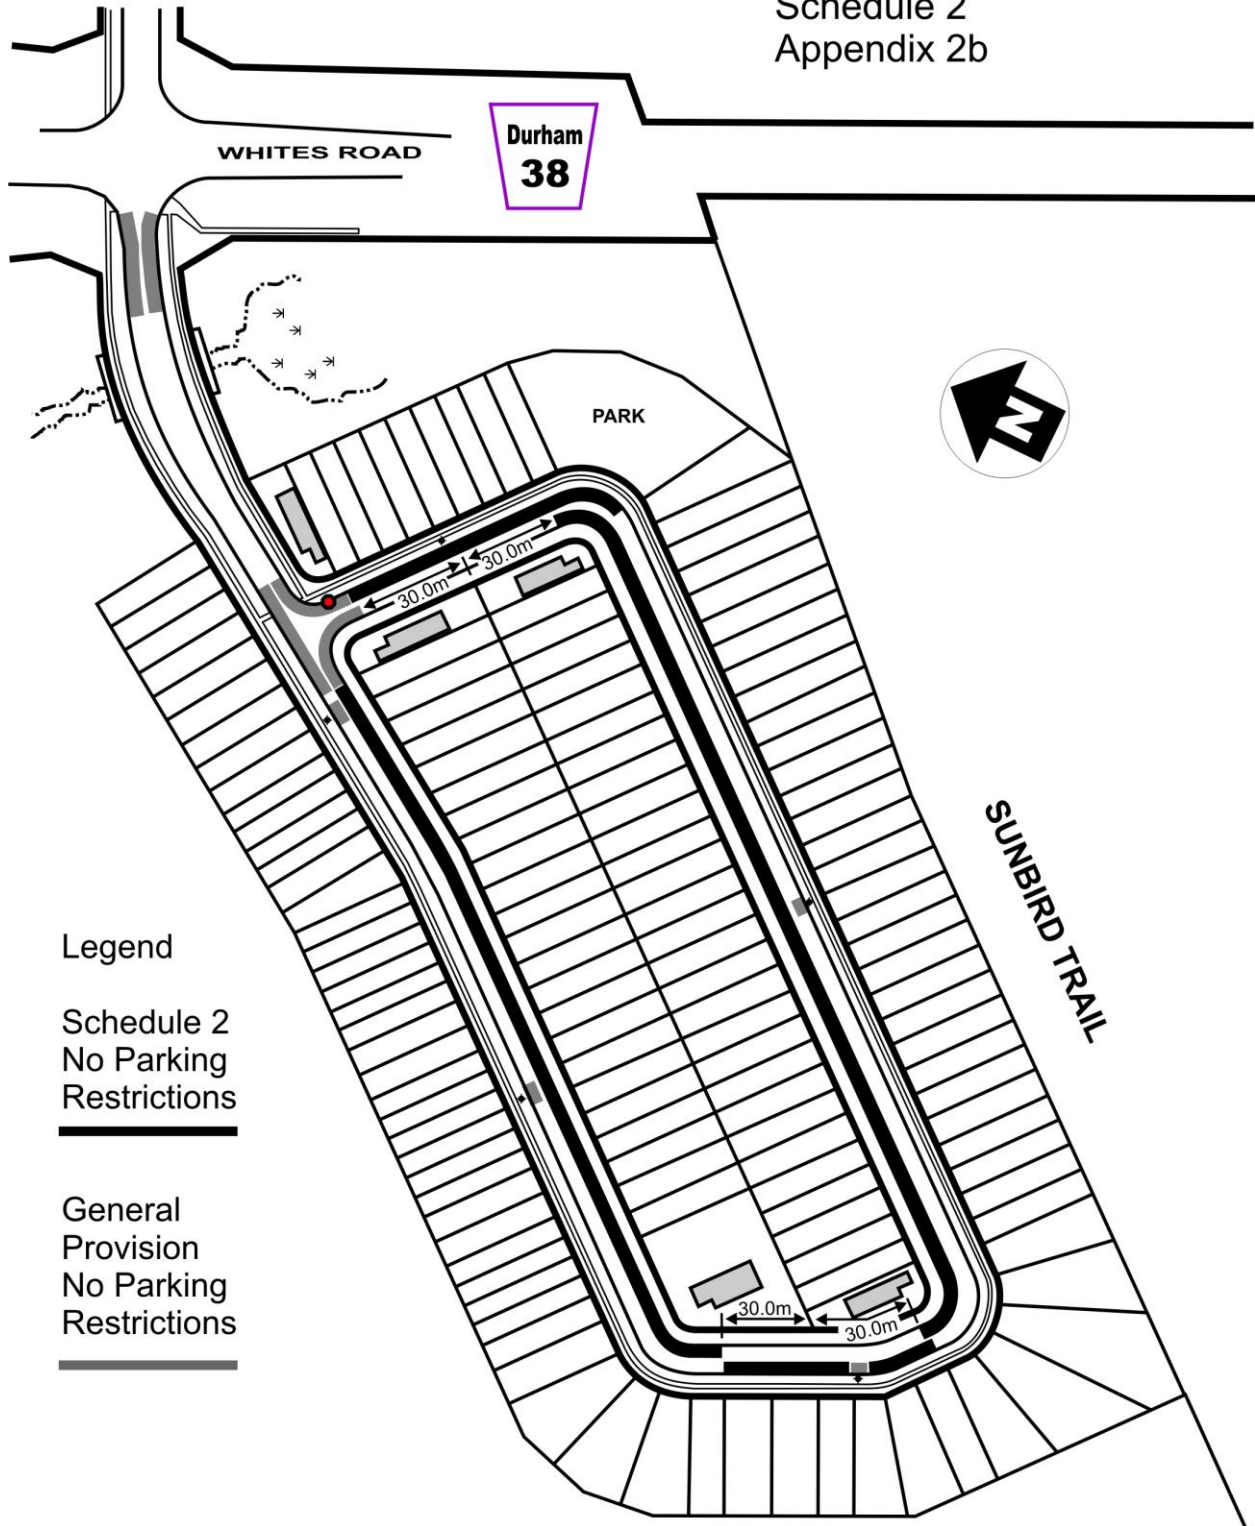 Schedule 2
Appendix 2b
Durham
38
WHITES ROAD
PARK
N
30.0m
30.0m
SUNBIRD TRAIL
Legend
Schedule 2
No Parking
Restrictions
General
Provision
No Parking
Restrictions
30.0m
30.0m